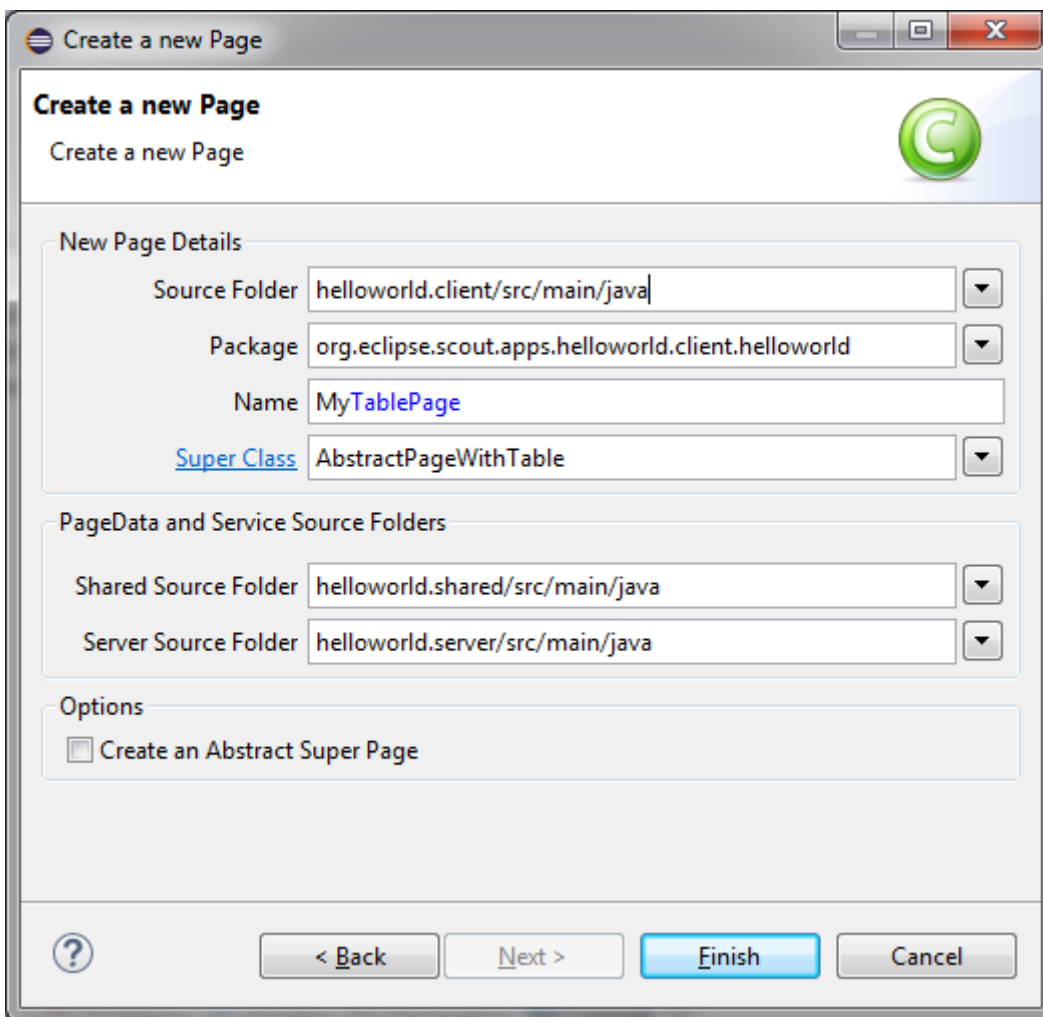 Create a new Page
Create a new Page
Create a new Page
New Page Details
Source Folder helloworld.client/src/main/java
Package org.eclipse.scout.apps.helloworld.client.helloworld
Name MyTablePage
Super Class AbstractPageWithTable
PageData and Service Source Folders
Shared Source Folder helloworld.shared/src/main/java
Server Source Folder helloworld.server/src/main/java
Options
Create an Abstract Super Page
? < Back Next > Finish Cancel